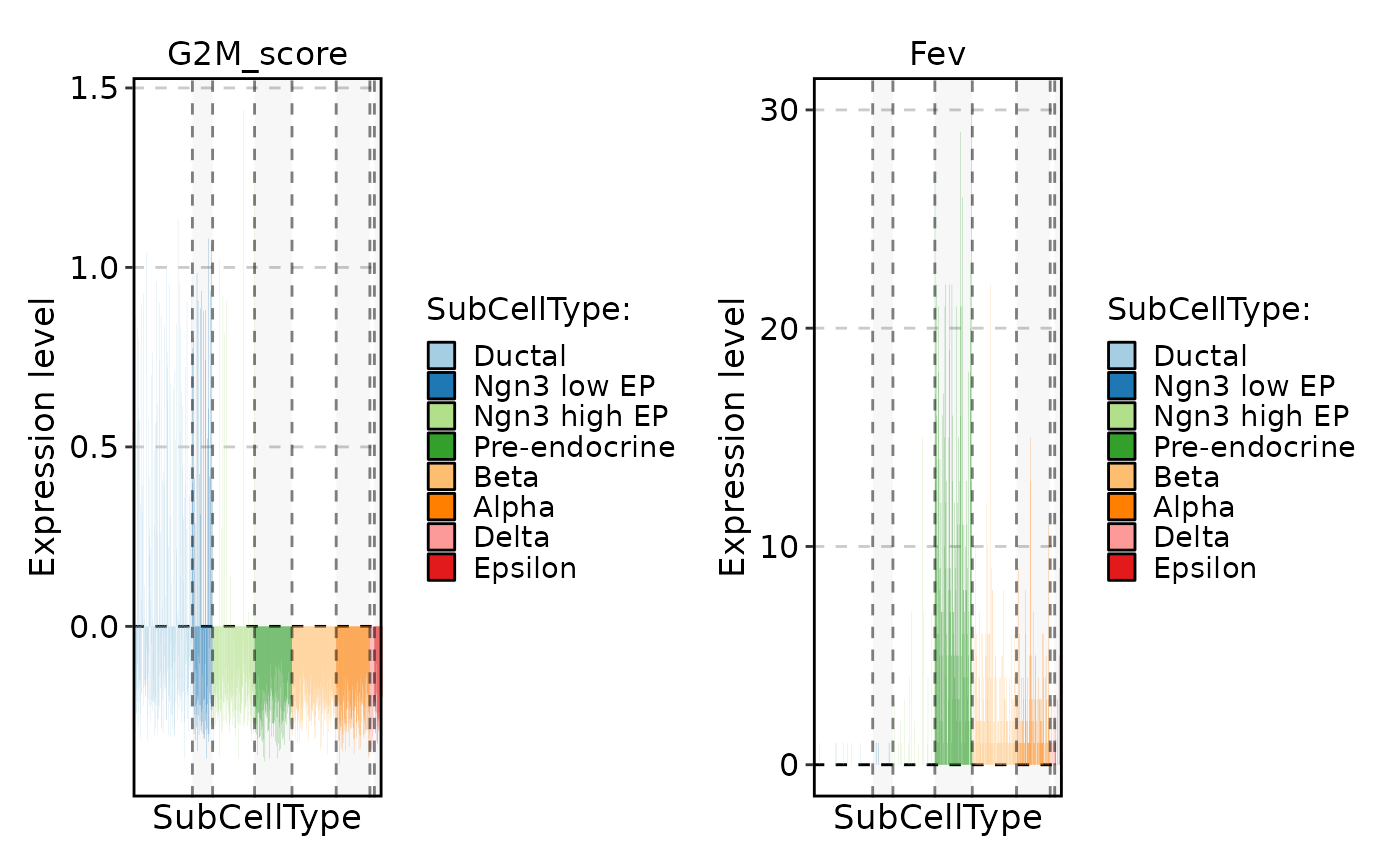 G2M_score
1.5
1.0
0.5
0.0
Expression level
SubCellType
SubCellType:
Ductal
Ngn3 low EP
Ngn3 high EP
Pre-endocrine
Beta
Alpha
Delta
Epsilon
Fev
30
20
10
0
Expression level
SubCellType
SubCellType:
Ductal
Ngn3 low EP
Ngn3 high EP
Pre-endocrine
Beta
Alpha
Delta
Epsilon